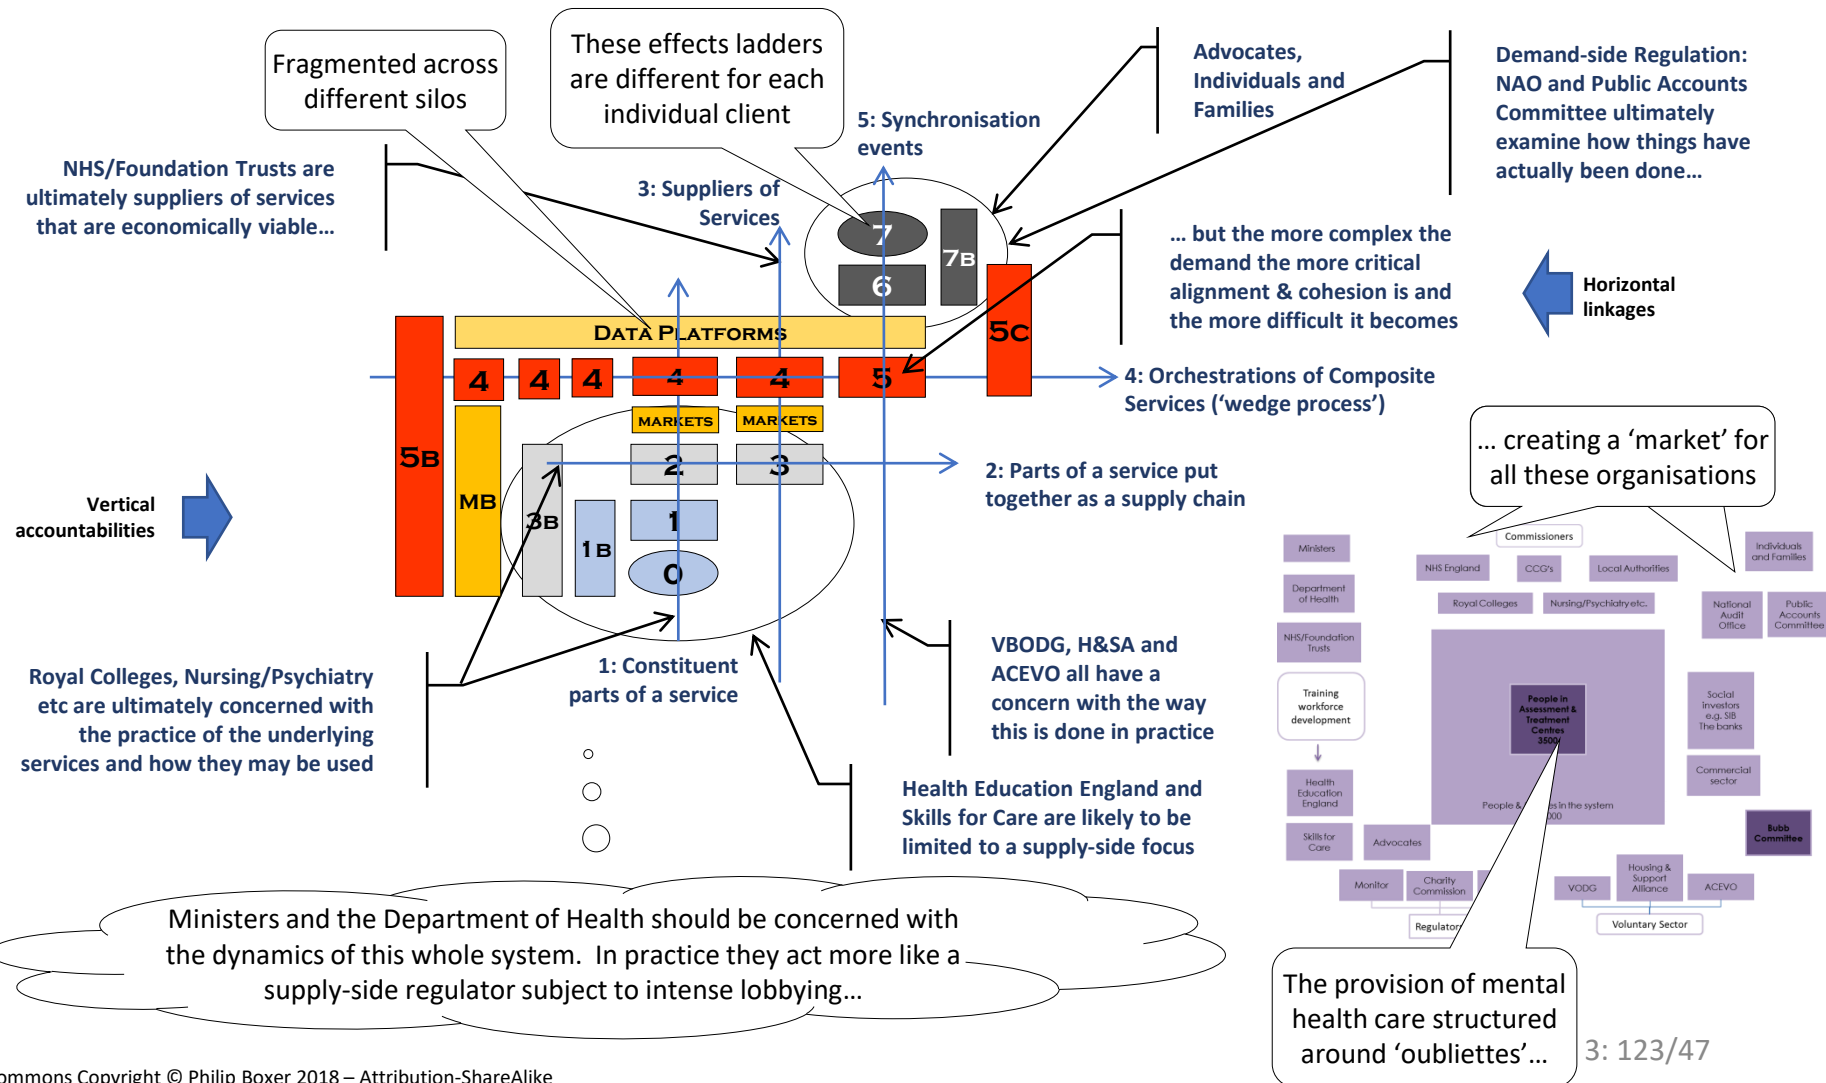 Fragmented across
different silos
These effects ladders
are different for each
individual client
Advocates,
Individuals and
Families
Demand-side Regulation:
NAO and Public Accounts
Committee ultimately
examine how things have
actually been done…
5: Synchronisation
events
NHS/Foundation Trusts are
ultimately suppliers of services
that are economically viable…
3: Suppliers of
Services
7
7B
6
… but the more complex the
demand the more critical
alignment & cohesion is and
the more difficult it becomes
Horizontal
linkages
DATA PLATFORMS
5C
4
4
4
4
4
5
4: Orchestrations of Composite
Services (‘wedge process’)
MARKETS
MARKETS
5B
MB
3B
1B
2
3
1
0
2: Parts of a service put
together as a supply chain
Vertical
accountabilities
… creating a ‘market’ for
all these organisations
Royal Colleges, Nursing/Psychiatry
etc are ultimately concerned with
the practice of the underlying
services and how they may be used
1: Constituent
parts of a service
VBODG, H&SA and
ACEVO all have a
concern with the way
this is done in practice
Health Education England and
Skills for Care are likely to be
limited to a supply-side focus
Commissioners
Ministers
NHS England
CCG's
Local Authorities
Individuals
and Families
Department
of Health
Royal Colleges
Nursing/Psychiatry etc.
National
Audit
Office
Public
Accounts
Committee
NHS/Foundation
Trusts
Training
workforce
development
People in
Assessment &
Treatment
Centres
3500
Social
investors
e.g. SIB
The banks
Commercial
sector
Health
Education
England
People &
in the system
000
Bubb
Committee
Skills for
Care
Advocates
Monitor
Charity
Commission
Housing &
Support
Alliance
VODG
ACEVO
Regulator
Voluntary Sector
Ministers and the Department of Health should be concerned with
the dynamics of this whole system. In practice they act more like a
supply-side regulator subject to intense lobbying…
The provision of mental
health care structured
around ‘oubliettes’…
3: 123/47
ommons Copyright © Philip Boxer 2018 – Attribution-ShareAlike